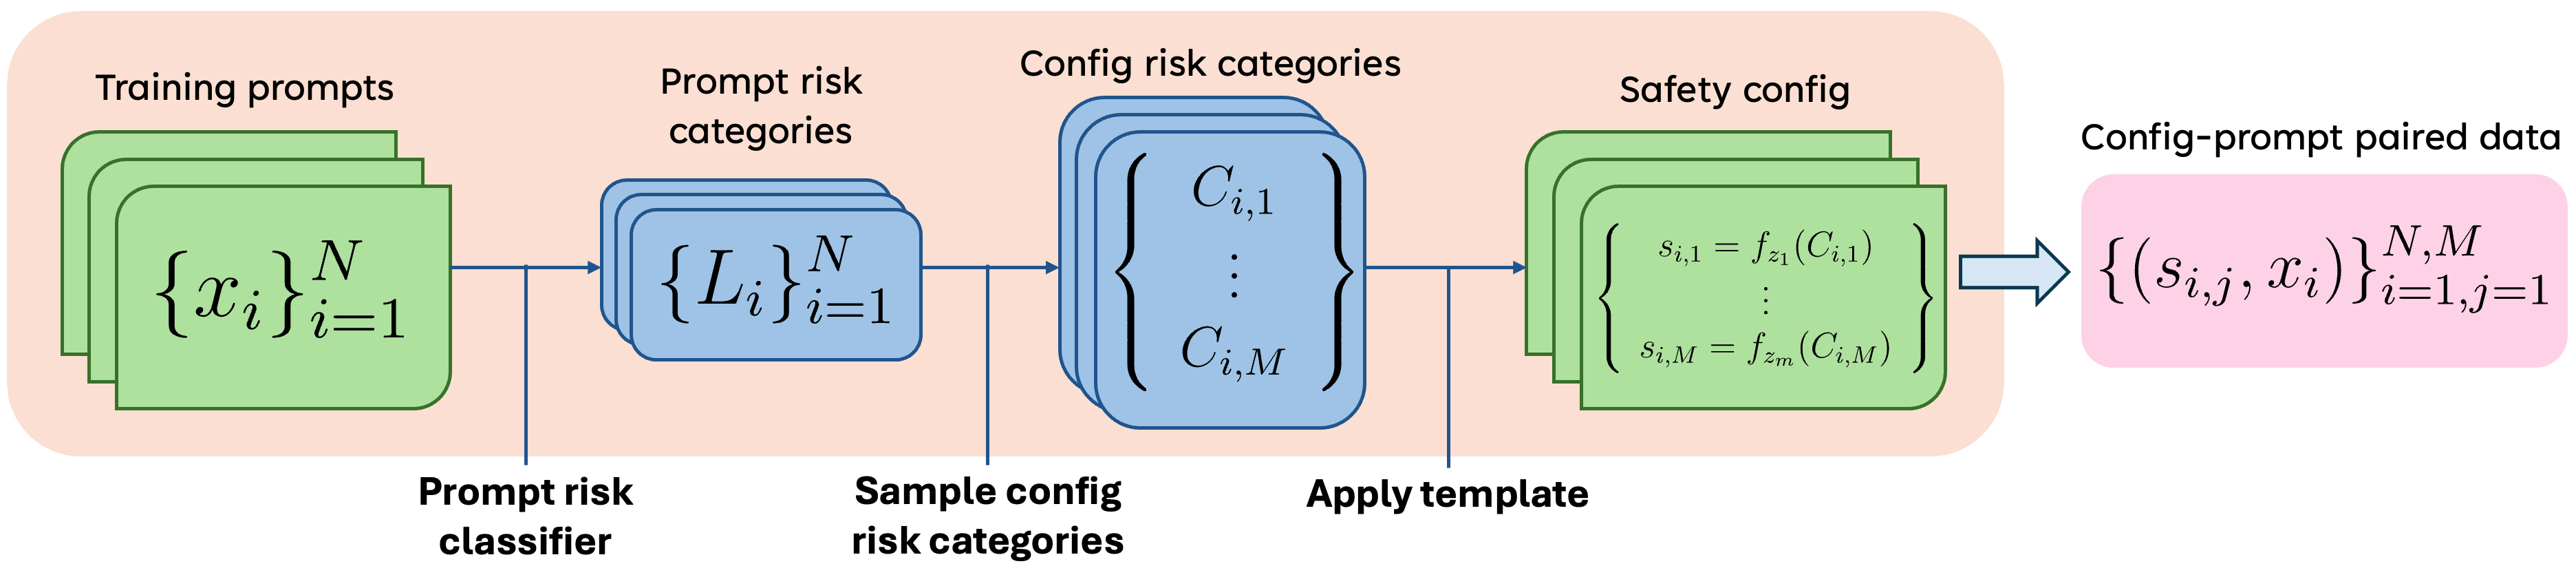 Training prompts
{x_i}_{i=1}^N
Prompt risk
categories
{L_i}_{i=1}^N
Config risk categories
C_{i,1}
⋮
C_{i,M}
Safety config
s_{i,1} = f_{z_1}(C_{i,1})
⋮
s_{i,M} = f_{z_m}(C_{i,M})
Config-prompt paired data
{(s_{i,j}, x_i)}_{i=1,j=1}^{N,M}
Prompt risk
classifier
Sample config
risk categories
Apply template